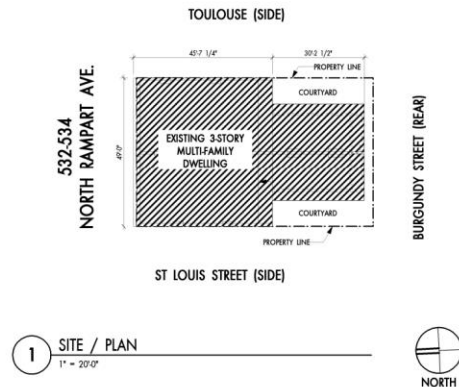 TOULOUSE (SIDE)
45'-7 1/4"
30'-2 1/2"
PROPERTY LINE
COURTYARD
532-534
NORTH RAMPART AVE.
49'-0"
EXISTING 3-STORY
MULTI-FAMILY
DWELLING
BURGUNDY STREET (REAR)
COURTYARD
PROPERTY LINE
ST LOUIS STREET (SIDE)
1
SITE / PLAN
1" = 20'-0"
NORTH